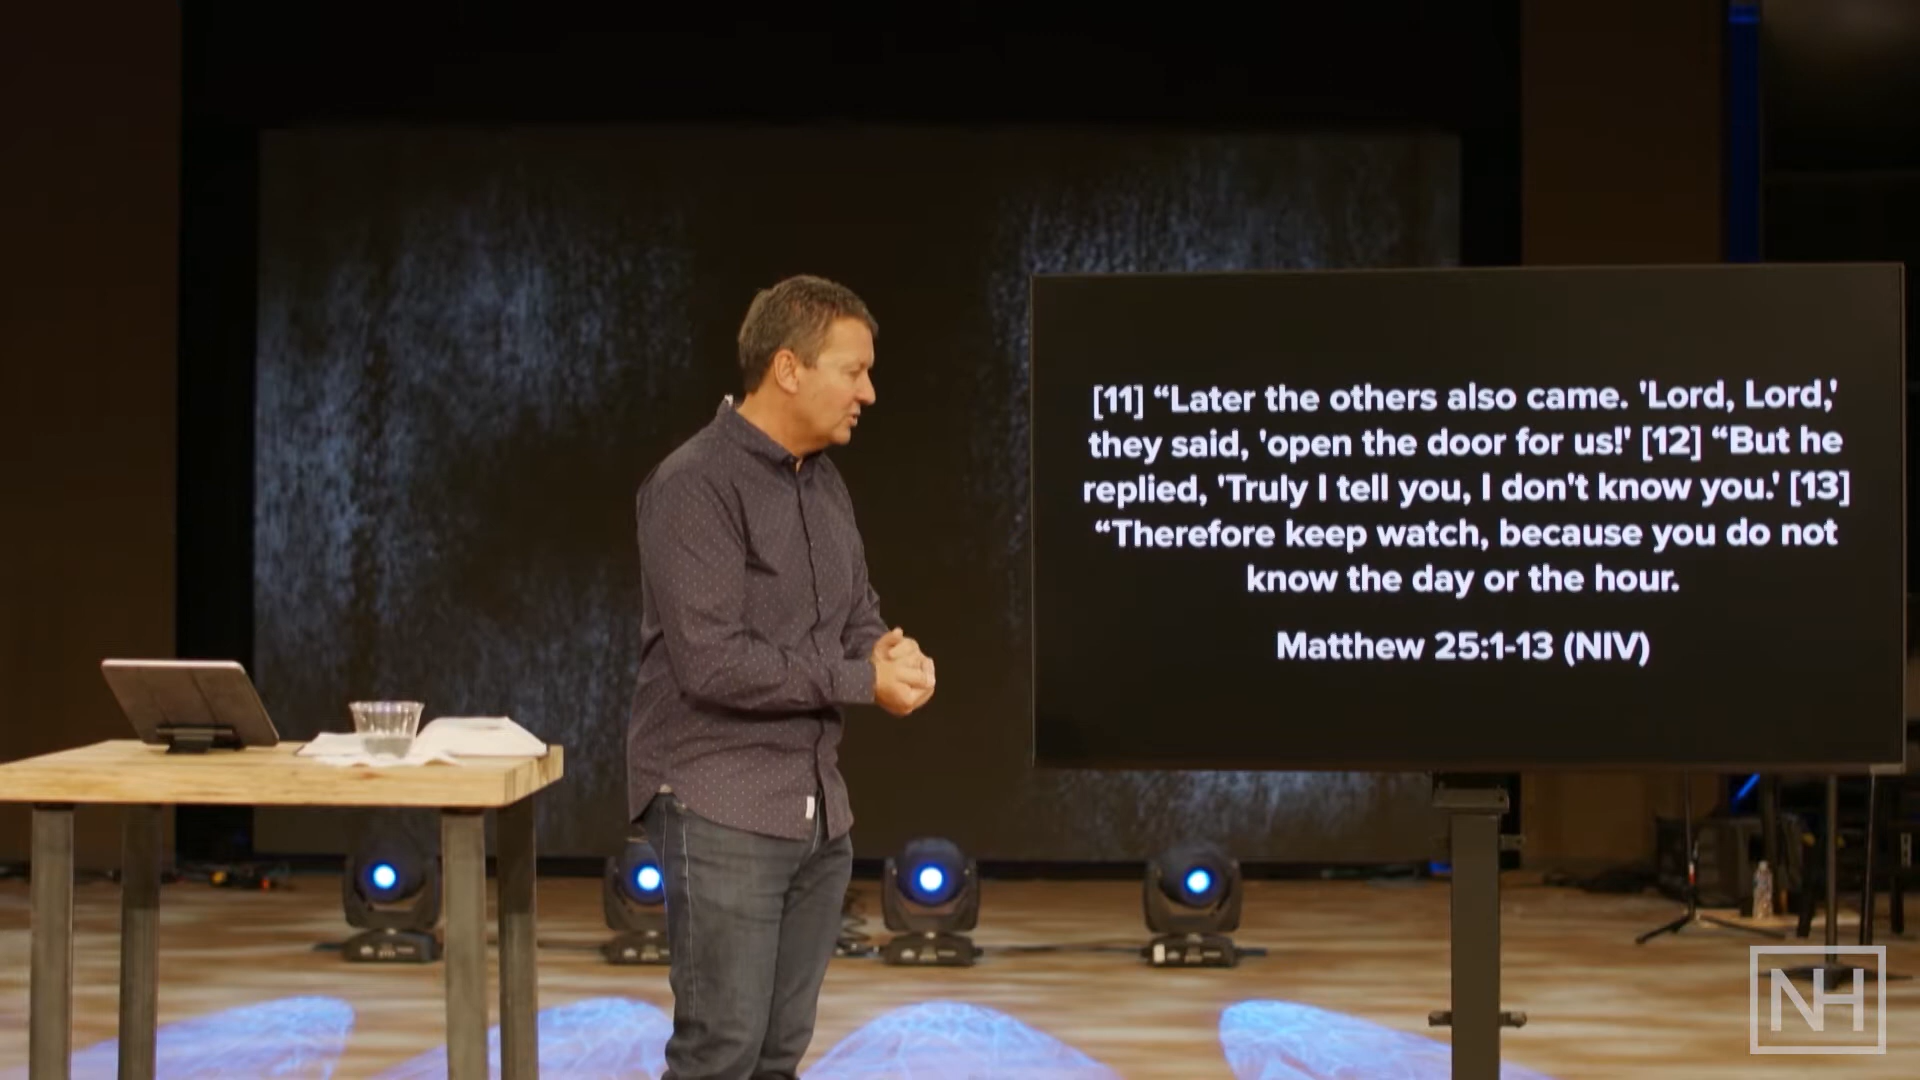 [11] “Later the others also came. 'Lord, Lord,'
they said, 'open the door for us!' [12] “But he
replied, 'Truly I tell you, I don't know you.' [13]
“Therefore keep watch, because you do not
know the day or the hour.
Matthew 25:1-13 (NIV)
NH